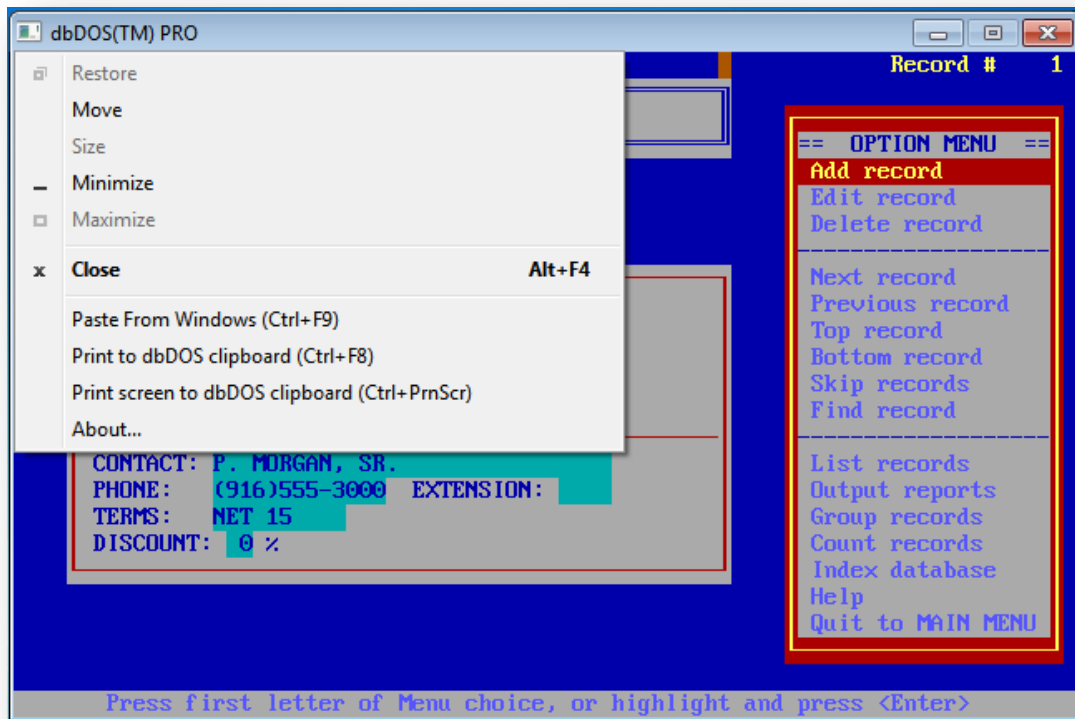 dbDOS(TM) PRO
Restore
Move
Size
Minimize
Maximize
Close Alt+F4
Paste From Windows (Ctrl+F9)
Print to dbDOS clipboard (Ctrl+F8)
Print screen to dbDOS clipboard (Ctrl+PrnScr)
About...
CONTACT: P. MORGAN, SR.
PHONE: (916)555-3000 EXTENSION:
TERMS: NET 15
DISCOUNT: 0 %
Record # 1
== OPTION MENU ==
Add record
Edit record
Delete record
Next record
Previous record
Top record
Bottom record
Skip records
Find record
List records
Output reports
Group records
Count records
Index database
Help
Quit to MAIN MENU
Press first letter of Menu choice, or highlight and press <Enter>